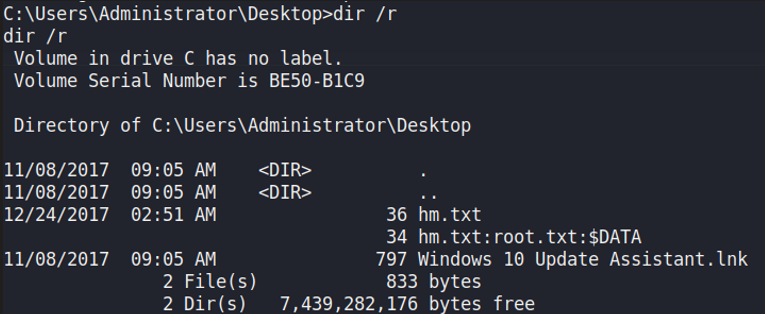 C:\Users\Administrator\Desktop>dir /r
dir /r
 Volume in drive C has no label.
 Volume Serial Number is BE50-B1C9

 Directory of C:\Users\Administrator\Desktop

11/08/2017  09:05 AM    <DIR>          .
11/08/2017  09:05 AM    <DIR>          ..
12/24/2017  02:51 AM                36 hm.txt
                                    34 hm.txt:root.txt:$DATA
11/08/2017  09:05 AM               797 Windows 10 Update Assistant.lnk
               2 File(s)            833 bytes
               2 Dir(s)   7,439,282,176 bytes free